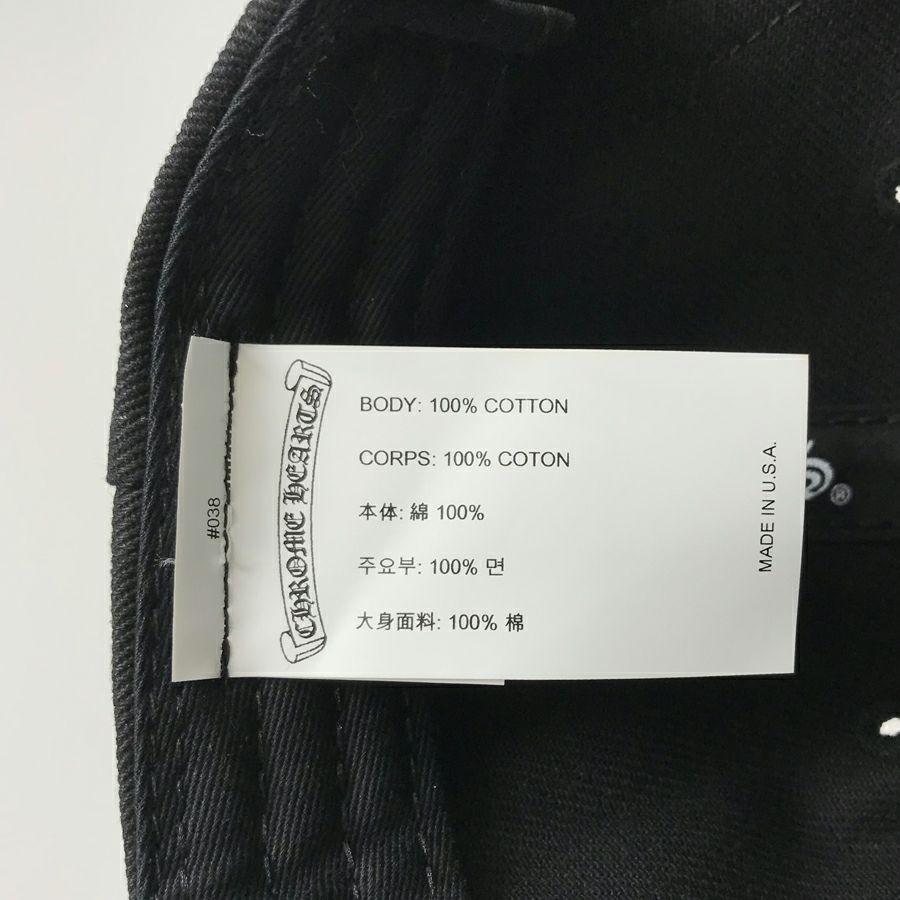 #038
CHROME HEARTS
BODY: 100% COTTON
CORPS: 100% COTON
本体: 綿 100%
주요부: 100% 면
大身面料: 100% 棉
MADE IN U.S.A.
®